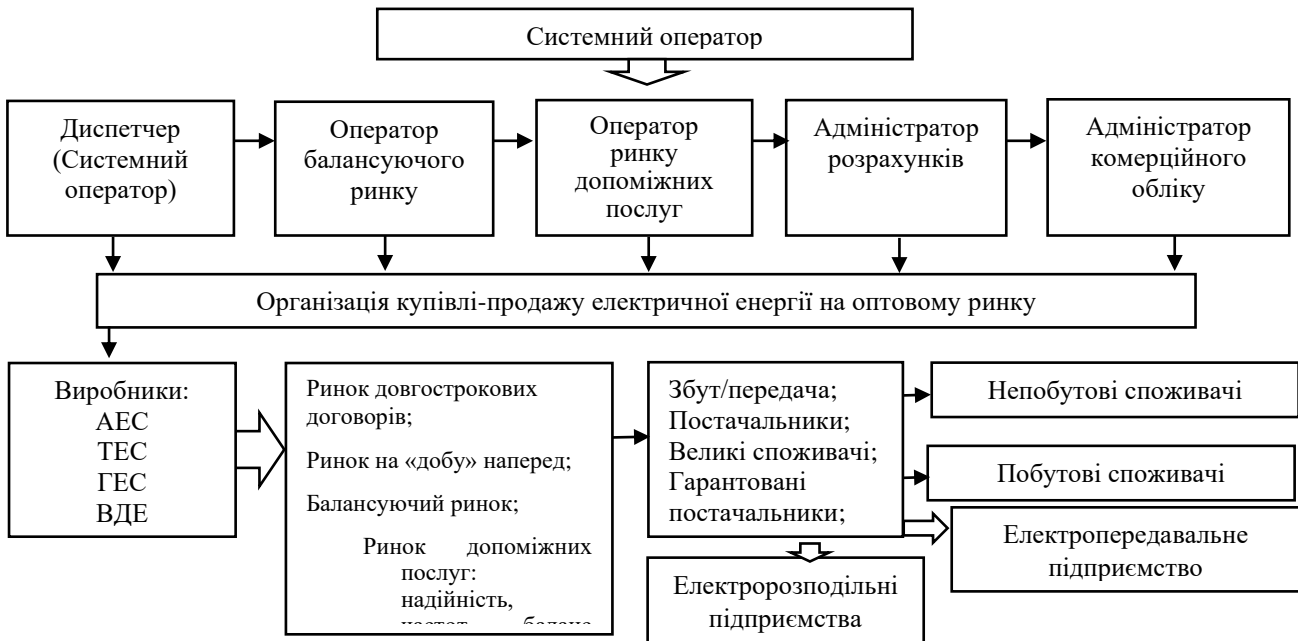 Системний оператор
Диспетчер
(Системний
оператор)
Оператор
балансуючого
ринку
Оператор
ринку
допоміжних
послуг
Адміністратор
розрахунків
Адміністратор
комерційного
обліку
Організація купівлі-продажу електричної енергії на оптовому ринку
Виробники:
АЕС
ТЕС
ГЕС
ВДЕ
Ринок довгострокових
договорів;
Ринок на «добу» наперед;
Балансуючий ринок;
Ринок допоміжних
послуг:
надійність,
Збут/передача;
Постачальники;
Великі споживачі;
Гарантовані
постачальники;
Непобутові споживачі
Побутові споживачі
Електропередавальне
підприємство
Електророзподільні
підприємства